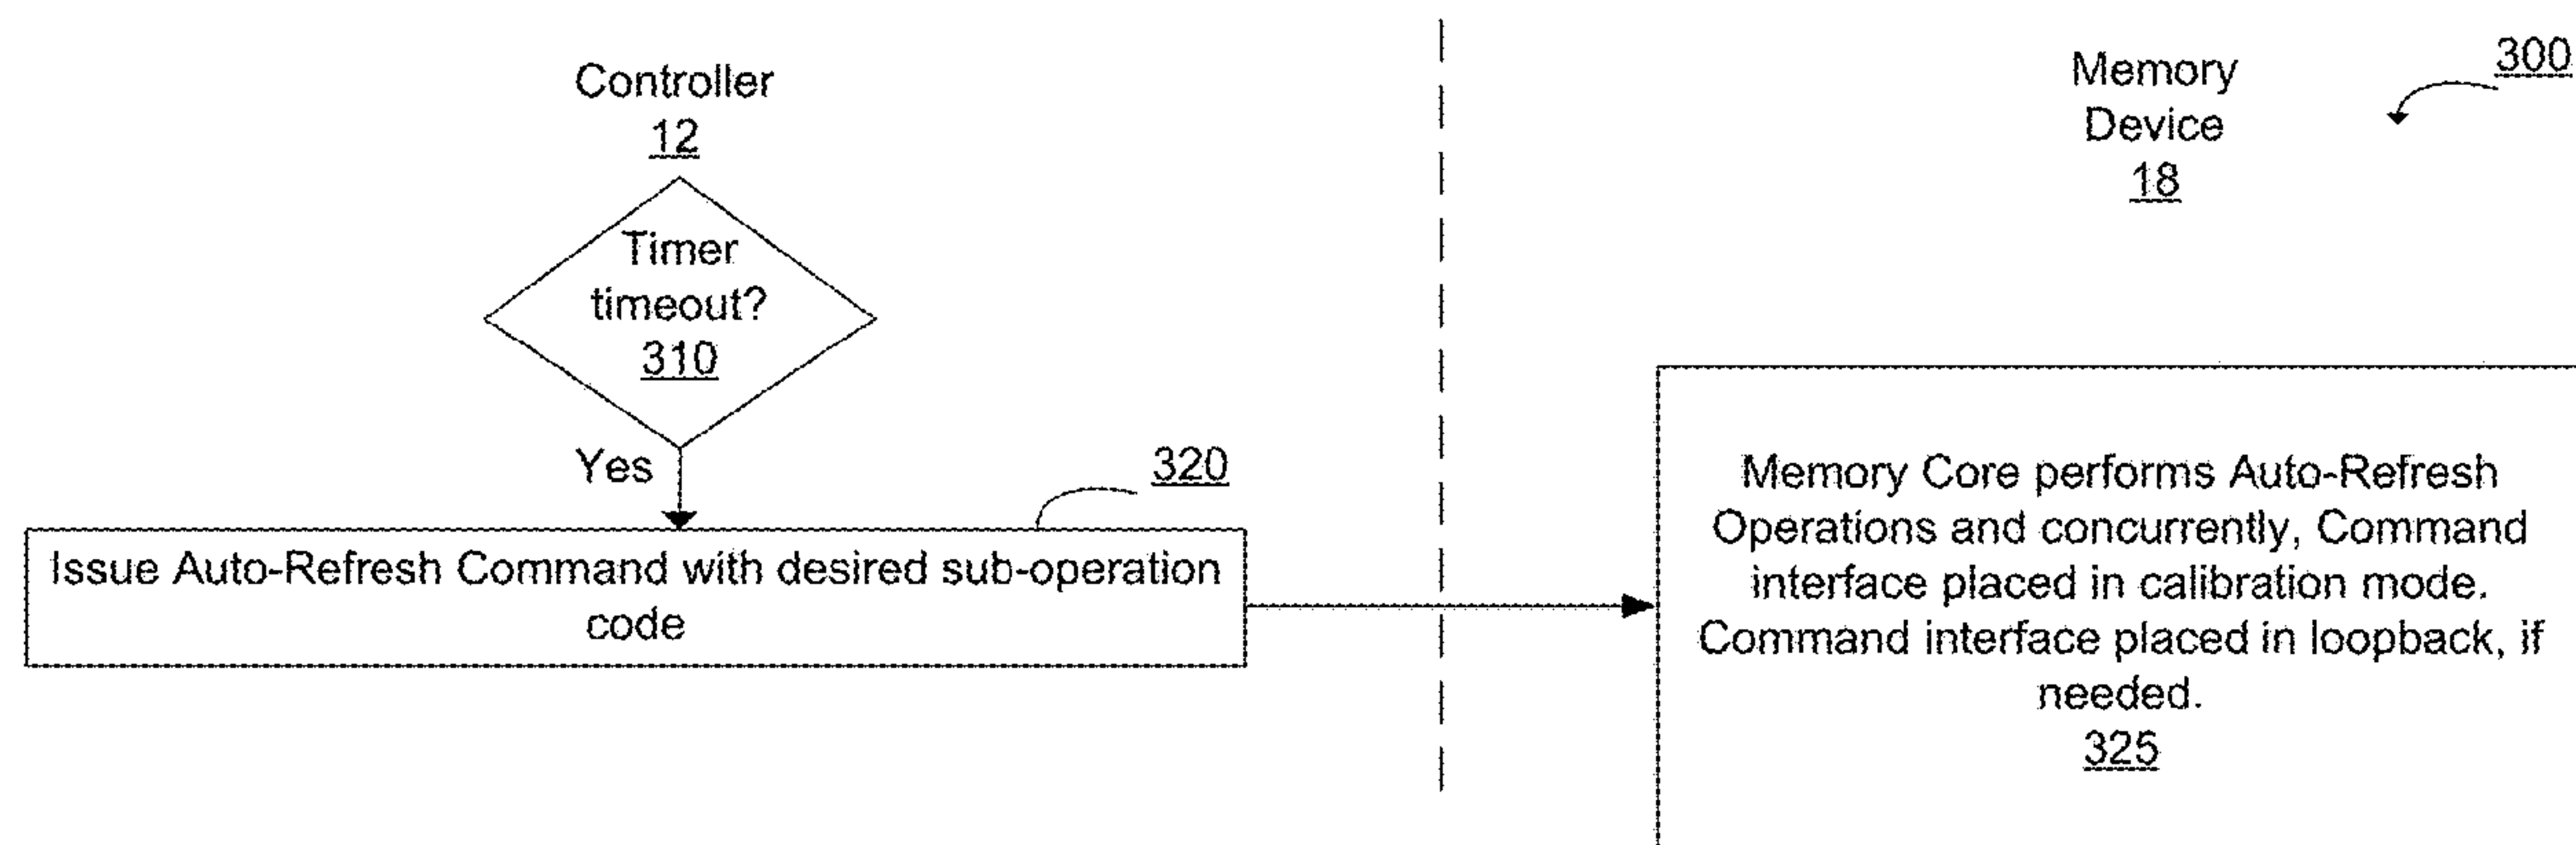 Controller
12
Memory
Device
18
300
Timer
timeout?
310
Yes
320
Issue Auto-Refresh Command with desired sub-operation
code
Memory Core performs Auto-Refresh
Operations and concurrently, Command
interface placed in calibration mode.
Command interface placed in loopback, if
needed.
325